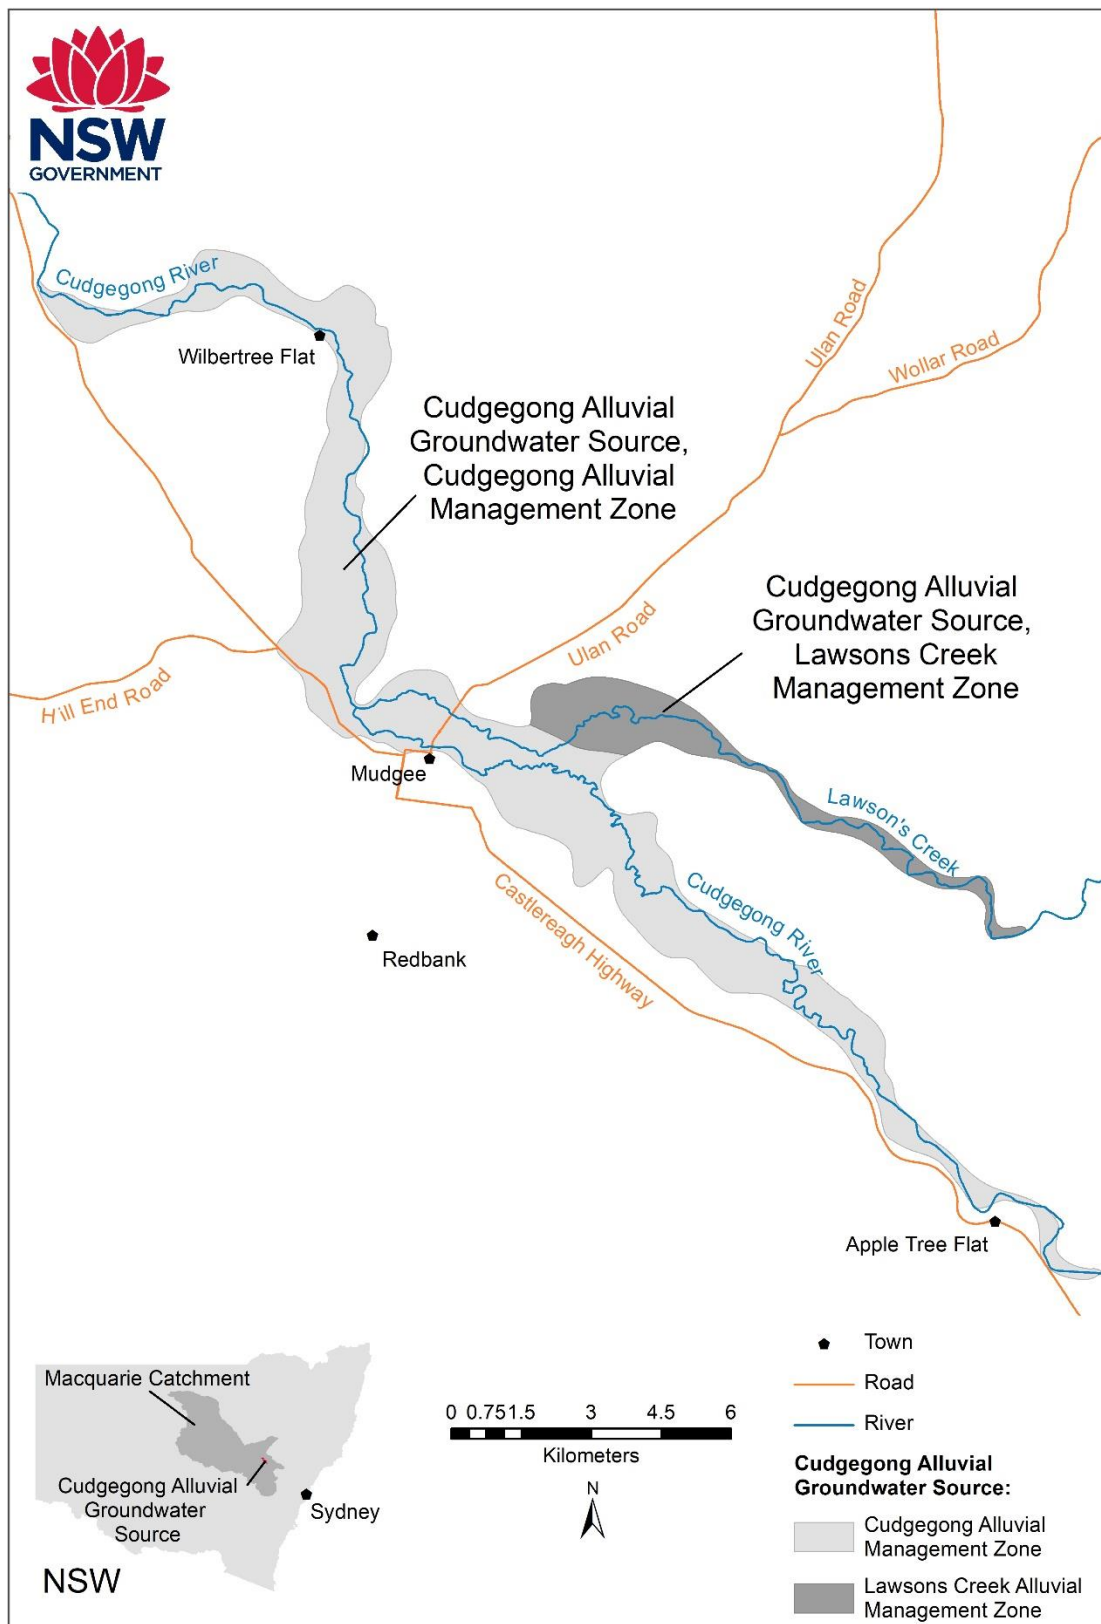 NSW
GOVERNMENT
Cudgegong River
Wilbertree Flat
Ulan Road
Wollar Road
Cudgegong Alluvial
Groundwater Source,
Cudgegong Alluvial
Management Zone
Cudgegong Alluvial
Groundwater Source,
Lawsons Creek
Management Zone
Ulan Road
Hill End Road
Mudgee
Lawson's Creek
Cudgegong River
Castlereagh Highway
Redbank
Apple Tree Flat
Macquarie Catchment
Cudgegong Alluvial
Groundwater
Source
Sydney
NSW
0 0.75 1.5 3 4.5 6
Kilometers
N
Town
Road
River
Cudgegong Alluvial
Groundwater Source:
Cudgegong Alluvial
Management Zone
Lawsons Creek Alluvial
Management Zone